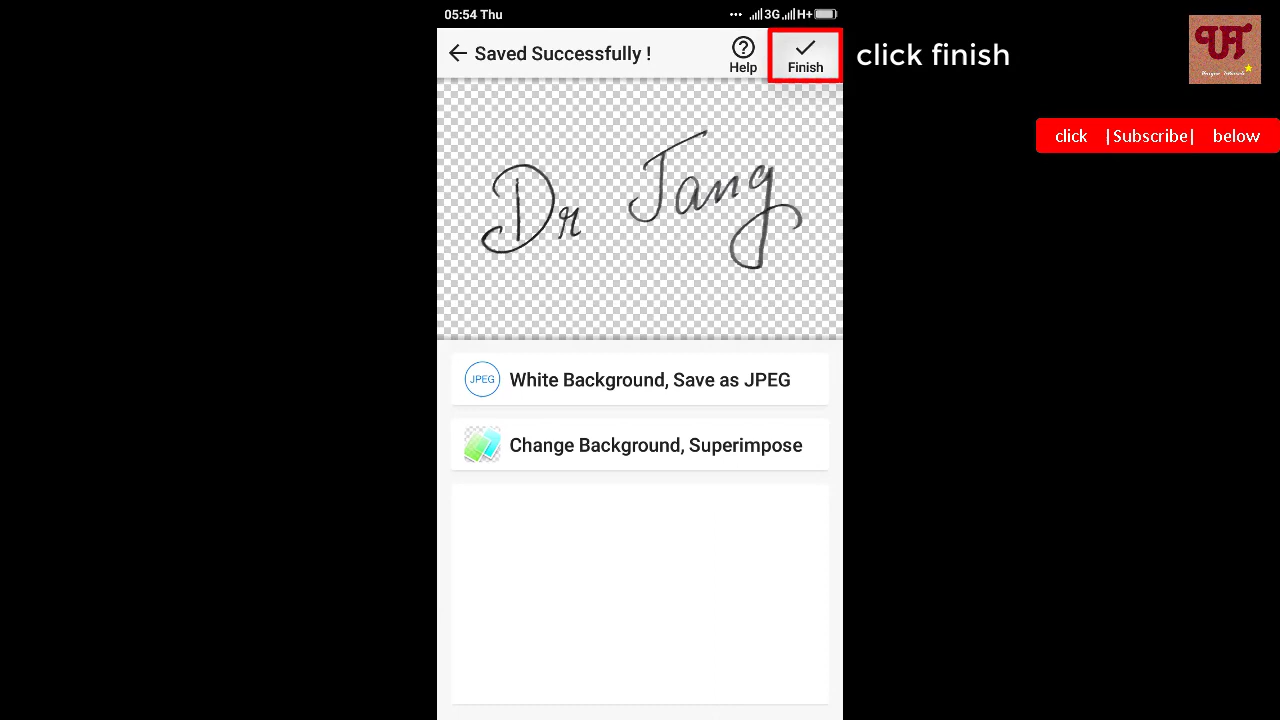 05:54 Thu
3G H+
Saved Successfully !
Help
Finish
click finish
UA
click |Subscribe| below
Dr Jang
JPEG
White Background, Save as JPEG
Change Background, Superimpose